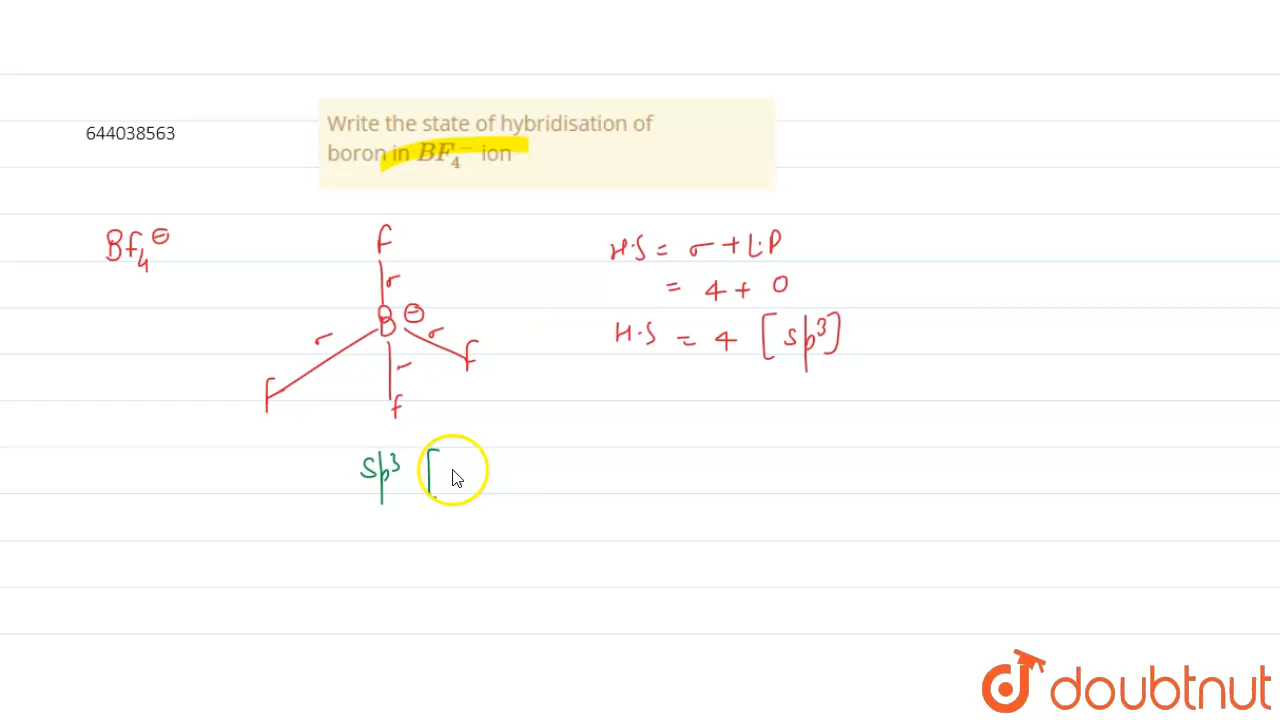 644038563
Write the state of hybridisation of
boron in BF₄⁻ ion
Bf₄⊖
f
σ
B⊖
σ
σ
f
σ
f
f
H·S = σ + L·P
= 4 + 0
H·S = 4 [sp³]
sp³ [
doubtnut